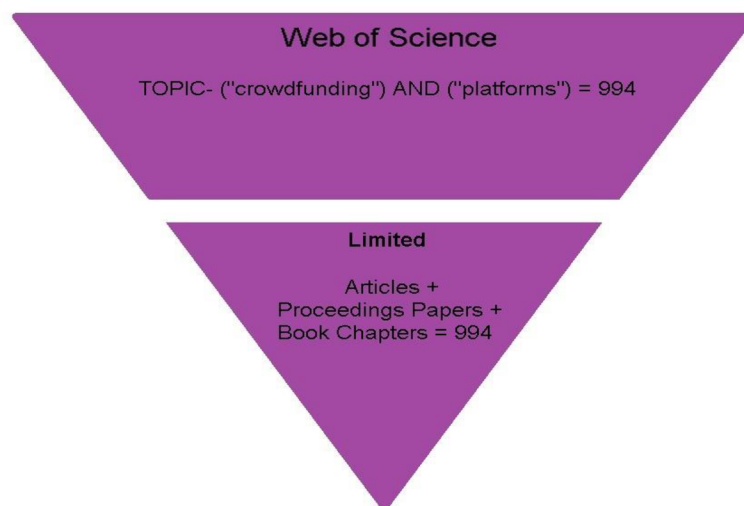 Web of Science
TOPIC- ("crowdfunding") AND ("platforms") = 994
Limited
Articles +
Proceedings Papers +
Book Chapters = 994